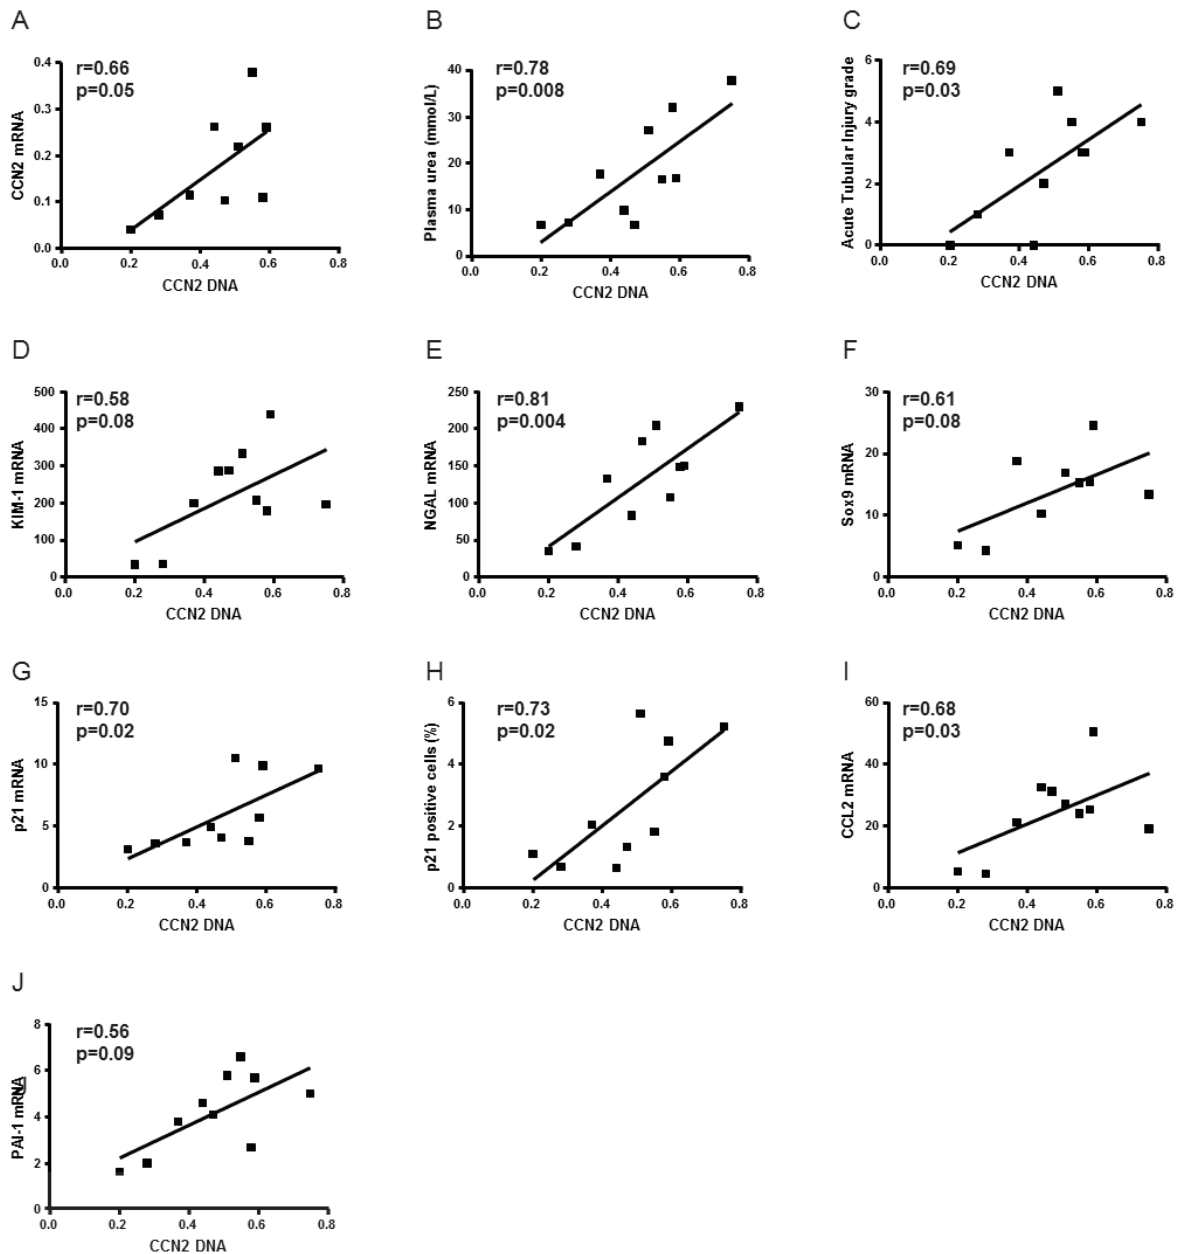 A
r=0.66
p=0.05
CCN2 mRNA
0.4
0.3
0.2
0.1
0.0
0.0 0.2 0.4 0.6 0.8
CCN2 DNA
B
r=0.78
p=0.008
Plasma urea (mmol/L)
40
30
20
10
0
0.0 0.2 0.4 0.6 0.8
CCN2 DNA
C
r=0.69
p=0.03
Acute Tubular Injury grade
6
4
2
0
0.0 0.2 0.4 0.6 0.8
CCN2 DNA
D
r=0.58
p=0.08
KIM-1 mRNA
500
400
300
200
100
0
0.0 0.2 0.4 0.6 0.8
CCN2 DNA
E
r=0.81
p=0.004
NGAL mRNA
250
200
150
100
50
0
0.0 0.2 0.4 0.6 0.8
CCN2 DNA
F
r=0.61
p=0.08
Sox9 mRNA
30
20
10
0
0.0 0.2 0.4 0.6 0.8
CCN2 DNA
G
r=0.70
p=0.02
p21 mRNA
15
10
5
0
0.0 0.2 0.4 0.6 0.8
CCN2 DNA
H
r=0.73
p=0.02
p21 positive cells (%)
6
4
2
0
0.0 0.2 0.4 0.6 0.8
CCN2 DNA
I
r=0.68
p=0.03
CCL2 mRNA
60
40
20
0
0.0 0.2 0.4 0.6 0.8
CCN2 DNA
J
r=0.56
p=0.09
PAI-1 mRNA
8
6
4
2
0
0.0 0.2 0.4 0.6 0.8
CCN2 DNA